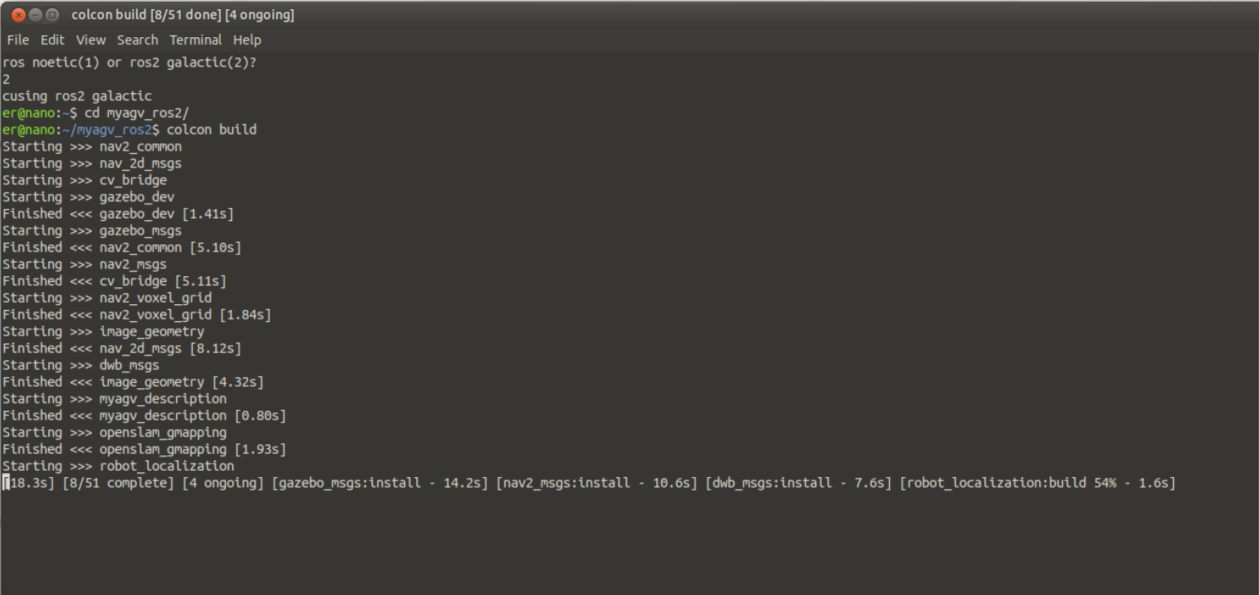 colcon build [8/51 done] [4 ongoing]
File Edit View Search Terminal Help
ros noetic(1) or ros2 galactic(2)?
2
cusing ros2 galactic
er@nano:~$ cd myagv_ros2/
er@nano:~/myagv_ros2$ colcon build
Starting >>> nav2_common
Starting >>> nav_2d_msgs
Starting >>> cv_bridge
Starting >>> gazebo_dev
Finished <<< gazebo_dev [1.41s]
Starting >>> gazebo_msgs
Finished <<< nav2_common [5.10s]
Starting >>> nav2_msgs
Finished <<< cv_bridge [5.11s]
Starting >>> nav2_voxel_grid
Finished <<< nav2_voxel_grid [1.84s]
Starting >>> image_geometry
Finished <<< nav_2d_msgs [8.12s]
Starting >>> dwb_msgs
Finished <<< image_geometry [4.32s]
Starting >>> myagv_description
Finished <<< myagv_description [0.80s]
Starting >>> openslam_gmapping
Finished <<< openslam_gmapping [1.93s]
Starting >>> robot_localization
[18.3s] [8/51 complete] [4 ongoing] [gazebo_msgs:install - 14.2s] [nav2_msgs:install - 10.6s] [dwb_msgs:install - 7.6s] [robot_localization:build 54% - 1.6s]